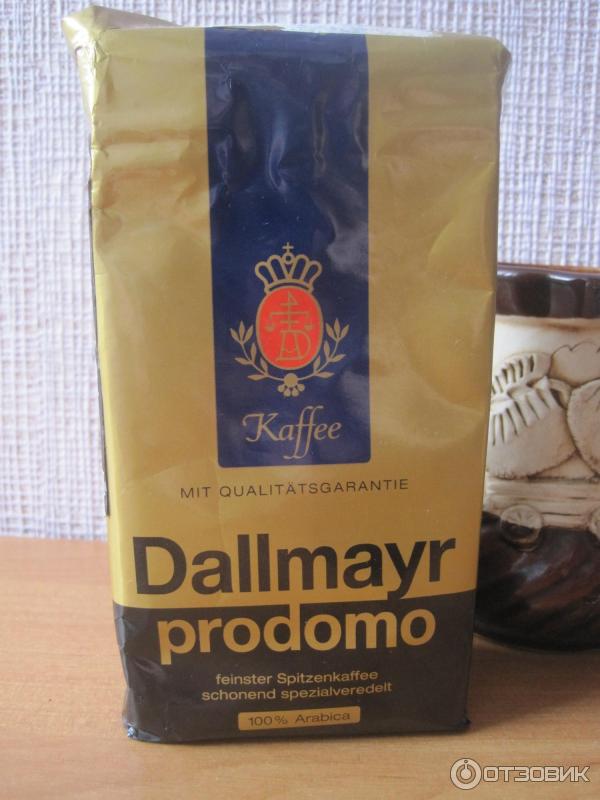 Kaffee
MIT QUALITÄTSGARANTIE
Dallmayr
prodomo
feinster Spitzenkaffee
schonend spezialveredelt
100% Arabica
ОТЗОВИК